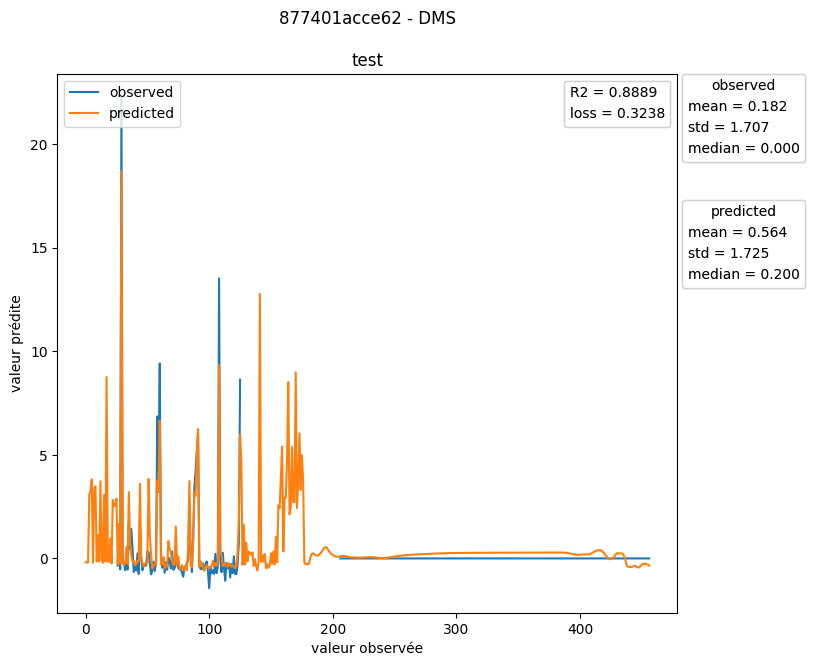 877401acce62 - DMS
test
observed
predicted
R2 = 0.8889
loss = 0.3238
observed
mean = 0.182
std = 1.707
median = 0.000
predicted
mean = 0.564
std = 1.725
median = 0.200
valeur prédite
20
15
10
5
0
0
100
200
300
400
valeur observée